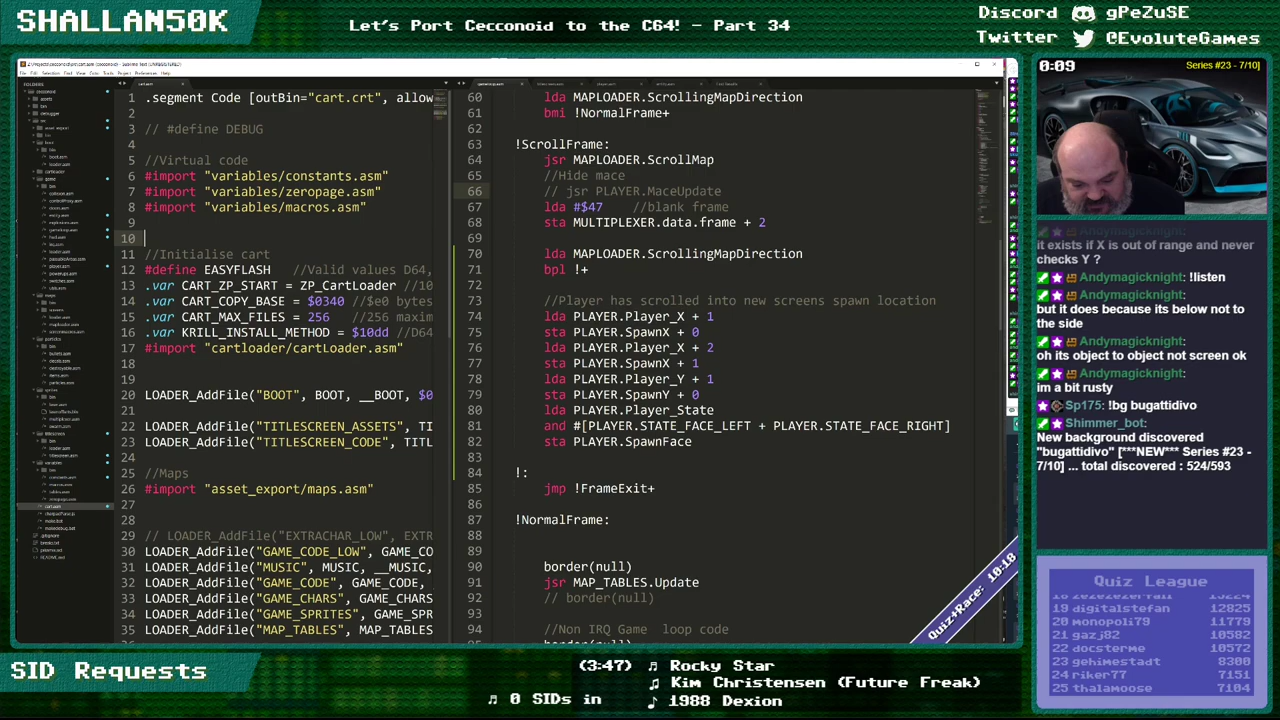 SHALLAN50K
Let's Port Cecconoid to the C64! - Part 34
Discord gPeZuSE
Twitter @EvoluteGames
1 .segment Code [outBin="cart.crt", allow
2
3 // #define DEBUG
4
5 //Virtual code
6 #import "variables/constants.asm"
7 #import "variables/zeropage.asm"
8 #import "variables/macros.asm"
9
10
11 //Initialise cart
12 #define EASYFLASH //Valid values D64,
13 .var CART_ZP_START = ZP_Cartloader //10
14 .var CART_COPY_BASE = $0340 //e0 bytes
15 .var CART_MAX_FILES = 256 //256 maxim
16 .var KRILL_INSTALL_METHOD = $10dd //D64
17 #import "cartloader/cartloader.asm"
18
19
20 LOADER_AddFile("BOOT", BOOT, __BOOT, $0
21
22 LOADER_AddFile("TITLESCREEN_ASSETS", TI
23 LOADER_AddFile("TITLESCREEN_CODE", TITL
24
25 //Maps
26 #import "asset_export/maps.asm"
27
28
29 // LOADER_AddFile("EXTRACHAR_LOW", EXTR
30 LOADER_AddFile("GAME_CODE_LOW", GAME_CO
31 LOADER_AddFile("MUSIC", MUSIC, __MUSIC,
32 LOADER_AddFile("GAME_CODE", GAME_CODE,
33 LOADER_AddFile("GAME_CHARS", GAME_CHARS
34 LOADER_AddFile("GAME_SPRITES", GAME_SPR
35 LOADER_AddFile("MAP_TABLES", MAP_TABLES
60 lda MAPLOADER.ScrollingMapDirection
61 bmi !NormalFrame+
62
63 !ScrollFrame:
64 jsr MAPLOADER.ScrollMap
65 //Hide mace
66 // jsr PLAYER.MaceUpdate
67 lda #$47 //blank frame
68 sta MULTIPLEXER.data.frame + 2
69
70 lda MAPLOADER.ScrollingMapDirection
71 bpl !+
72
73 //Player has scrolled into new screens spawn location
74 lda PLAYER.Player_X + 1
75 sta PLAYER.SpawnX + 0
76 lda PLAYER.Player_X + 2
77 sta PLAYER.SpawnX + 1
78 lda PLAYER.Player_Y + 1
79 sta PLAYER.SpawnY + 0
80 lda PLAYER.Player_State
81 and #[PLAYER.STATE_FACE_LEFT + PLAYER.STATE_FACE_RIGHT]
82 sta PLAYER.SpawnFace
83
84 !:
85 jmp !FrameExit+
86
87 !NormalFrame:
88
89
90 border(null)
91 jsr MAP_TABLES.Update
92 // border(null)
93
94 //Non IRQ Game loop code
Quiz+Race: 10:18
0:09
Series #23 - 7/10]
it exists if X is out of range and never
checks Y ?
Andymagicknight: !listen
Andymagicknight:
but it does because its below not to
the side
Andymagicknight:
oh its object to object not screen ok
Andymagicknight:
im a bit rusty
Sp175: !bg bugattidivo
Shimmer_bot:
New background discovered
"bugattidivo" [***NEW*** Series #23 -
7/10] ... total discovered : 524/593
Quiz League
19 digitalstefan 12825
20 monopoli79 11779
21 gazj82 10582
22 docsterme 10572
23 gehimestadt 8300
24 riker77 7151
25 thalamoose 7104
SID Requests
(3:47) ♫ Rocky Star
♫ Kim Christensen (Future Freak)
♬ 0 SIDs in ♪ 1988 Dexion